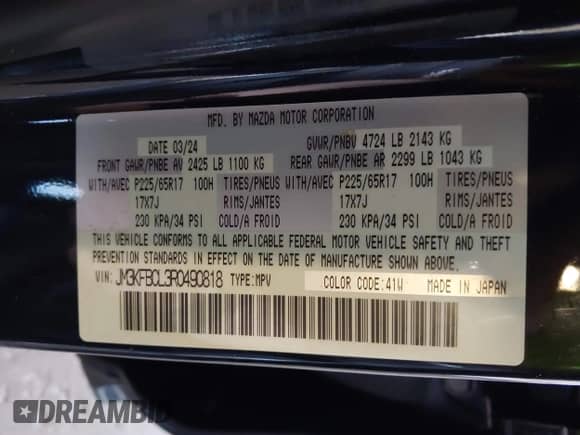 MFD. BY MAZDA MOTOR CORPORATION
DATE 03/24 GVWR/PNBV 4724 LB 2143 KG
FRONT GAWR/PNBE AV 2425 LB 1100 KG REAR GAWR/PNBE AR 2299 LB 1043 KG
WITH/AVEC P225/65R17 100H TIRES/PNEUS WITH/AVEC P225/65R17 100H TIRES/PNEUS
17X7J RIMS/JANTES 17X7J RIMS/JANTES
230 KPA/34 PSI COLD/A FROID 230 KPA/34 PSI COLD/A FROID
THIS VEHICLE CONFORMS TO ALL APPLICABLE FEDERAL MOTOR VEHICLE SAFETY AND THEFT
PREVENTION STANDARDS IN EFFECT ON THE DATE OF MANUFACTURE SHOWN ABOVE.
VIN: JM3KFBCL3R0490818 TYPE:MPV COLOR CODE:41W MADE IN JAPAN
DREAMBID